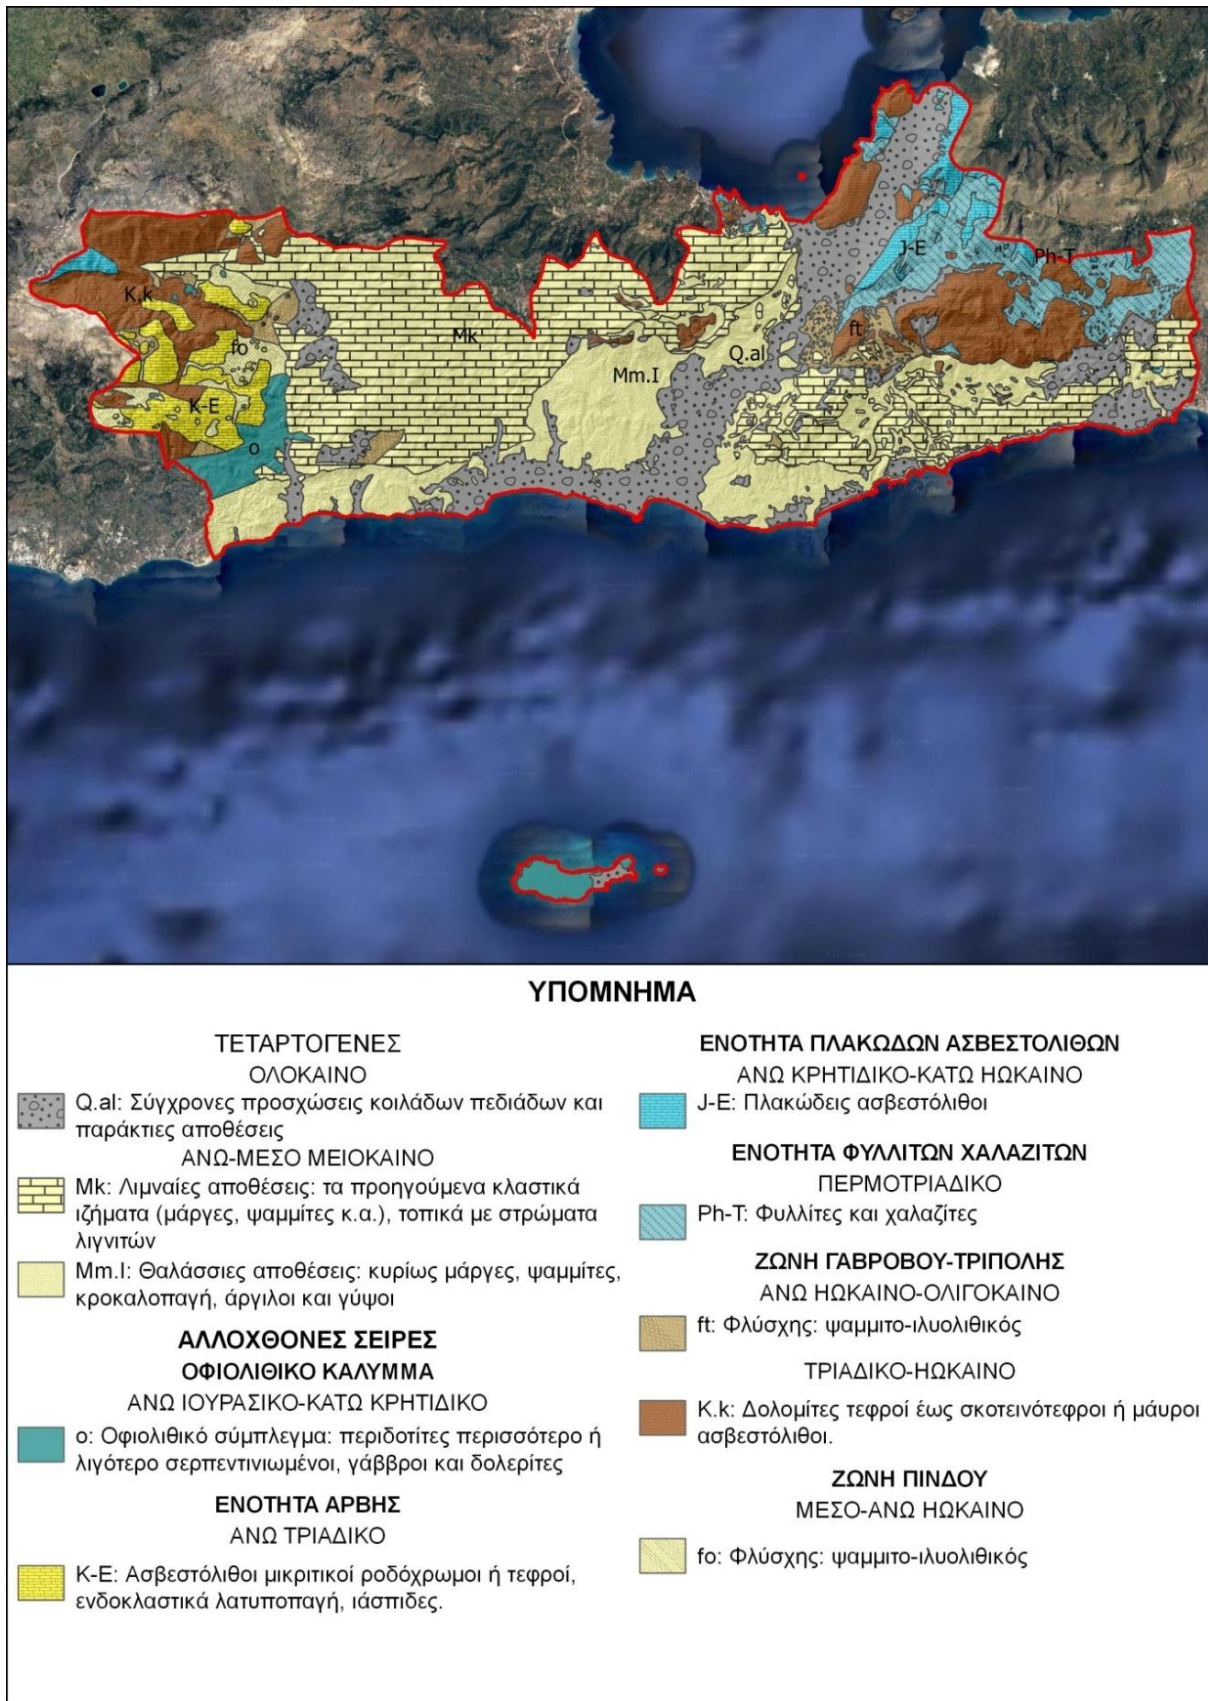 K.k
fo
K-E
o
Mk
Mm.I
Q.al
ft
J-E
Ph-T
ΥΠΟΜΝΗΜΑ
ΤΕΤΑΡΤΟΓΕΝΕΣ
ΟΛΟΚΑΙΝΟ
Q.al: Σύγχρονες προσχώσεις κοιλάδων πεδιάδων και
παράκτιες αποθέσεις
ΑΝΩ-ΜΕΣΟ ΜΕΙΟΚΑΙΝΟ
Mk: Λιμναίες αποθέσεις: τα προηγούμενα κλαστικά
ιζήματα (μάργες, ψαμμίτες κ.α.), τοπικά με στρώματα
λιγνιτών
Mm.I: Θαλάσσιες αποθέσεις: κυρίως μάργες, ψαμμίτες,
κροκαλοπαγή, άργιλοι και γύψοι
ΑΛΛΟΧΘΟΝΕΣ ΣΕΙΡΕΣ
ΟΦΙΟΛΙΘΙΚΟ ΚΑΛΥΜΜΑ
ΑΝΩ ΙΟΥΡΑΣΙΚΟ-ΚΑΤΩ ΚΡΗΤΙΔΙΚΟ
o: Οφιολιθικό σύμπλεγμα: περιδοτίτες περισσότερο ή
λιγότερο σερπεντινιωμένοι, γάββροι και δολερίτες
ΕΝΟΤΗΤΑ ΑΡΒΗΣ
ΑΝΩ ΤΡΙΑΔΙΚΟ
K-E: Ασβεστόλιθοι μικριτικοί ροδόχρωμοι ή τεφροί,
ενδοκλαστικά λατυποπαγή, ιάσπιδες.
ΕΝΟΤΗΤΑ ΠΛΑΚΩΔΩΝ ΑΣΒΕΣΤΟΛΙΘΩΝ
ΑΝΩ ΚΡΗΤΙΔΙΚΟ-ΚΑΤΩ ΗΩΚΑΙΝΟ
J-E: Πλακώδεις ασβεστόλιθοι
ΕΝΟΤΗΤΑ ΦΥΛΛΙΤΩΝ ΧΑΛΑΖΙΤΩΝ
ΠΕΡΜΟΤΡΙΑΔΙΚΟ
Ph-T: Φυλλίτες και χαλαζίτες
ΖΩΝΗ ΓΑΒΡΟΒΟΥ-ΤΡΙΠΟΛΗΣ
ΑΝΩ ΗΩΚΑΙΝΟ-ΟΛΙΓΟΚΑΙΝΟ
ft: Φλύσχης: ψαμμιτο-ιλυολιθικός
ΤΡΙΑΔΙΚΟ-ΗΩΚΑΙΝΟ
K.k: Δολομίτες τεφροί έως σκοτεινότεφροι ή μάυροι
ασβεστόλιθοι.
ΖΩΝΗ ΠΙΝΔΟΥ
ΜΕΣΟ-ΑΝΩ ΗΩΚΑΙΝΟ
fo: Φλύσχης: ψαμμιτο-ιλυολιθικός